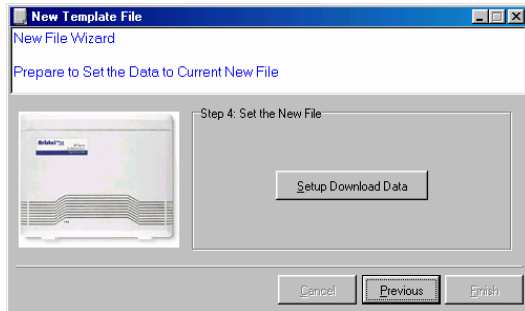 New Template File
New File Wizard
Prepare to Set the Data to Current New File
Step 4: Set the New File
Aristel
Setup Download Data
Cancel
Previous
Finish